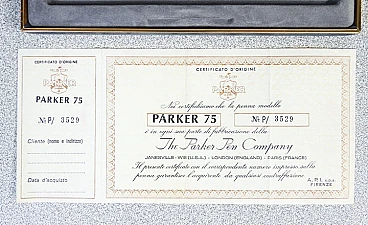 CERTIFICATO D'ORIGINE
PARKER
PARKER 75
No P/ 3529
Cliente (nome e indirizzo)
Data d'acquisto
CERTIFICATO D'ORIGINE
PARKER
Noi certifichiamo che la penna modello
PARKER 75 No P/ 3529
è in ogni sua parte di fabbricazione della
The Parker Pen Company
JANESVILLE-WIS (U.S.A.) - LONDON (ENGLAND) - PARIS (FRANCE)
Il presente certificato con il corrispondente numero impresso sulla
penna garantisce l'acquirente da qualsiasi contraffazione.
A. P. I. s.p.a.
FIRENZE